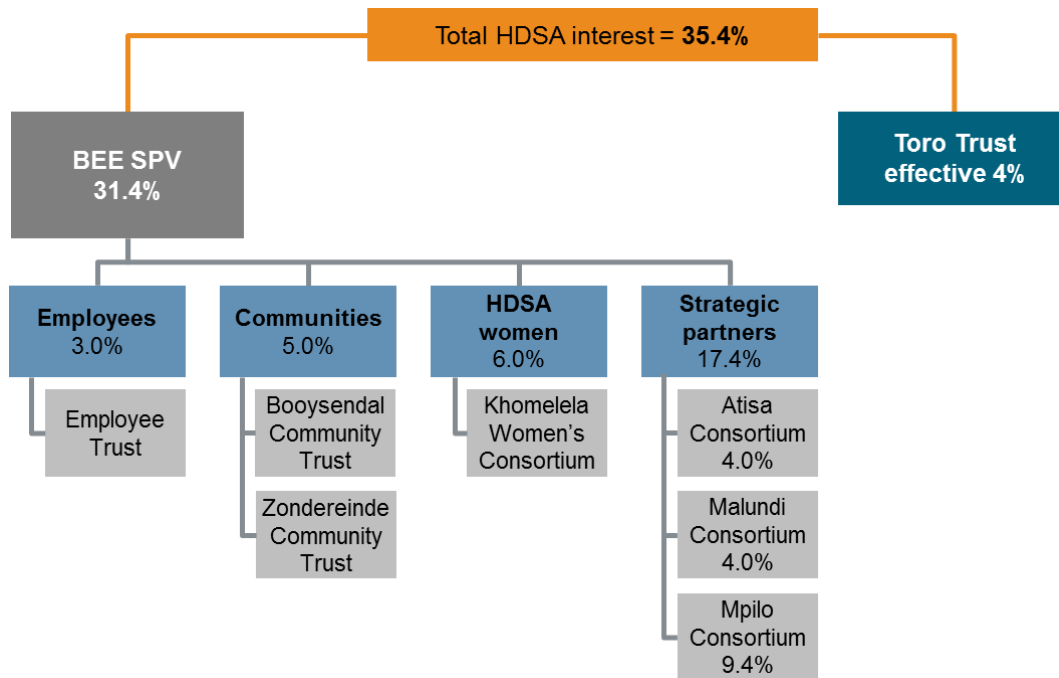 Total HDSA interest = 35.4%
BEE SPV
31.4%
Toro Trust
effective 4%
Employees
3.0%
Communities
5.0%
HDSA
women
6.0%
Strategic
partners
17.4%
Employee
Trust
Booysendal
Community
Trust
Zondereinde
Community
Trust
Khomelela
Women's
Consortium
Atisa
Consortium
4.0%
Malundi
Consortium
4.0%
Mpilo
Consortium
9.4%